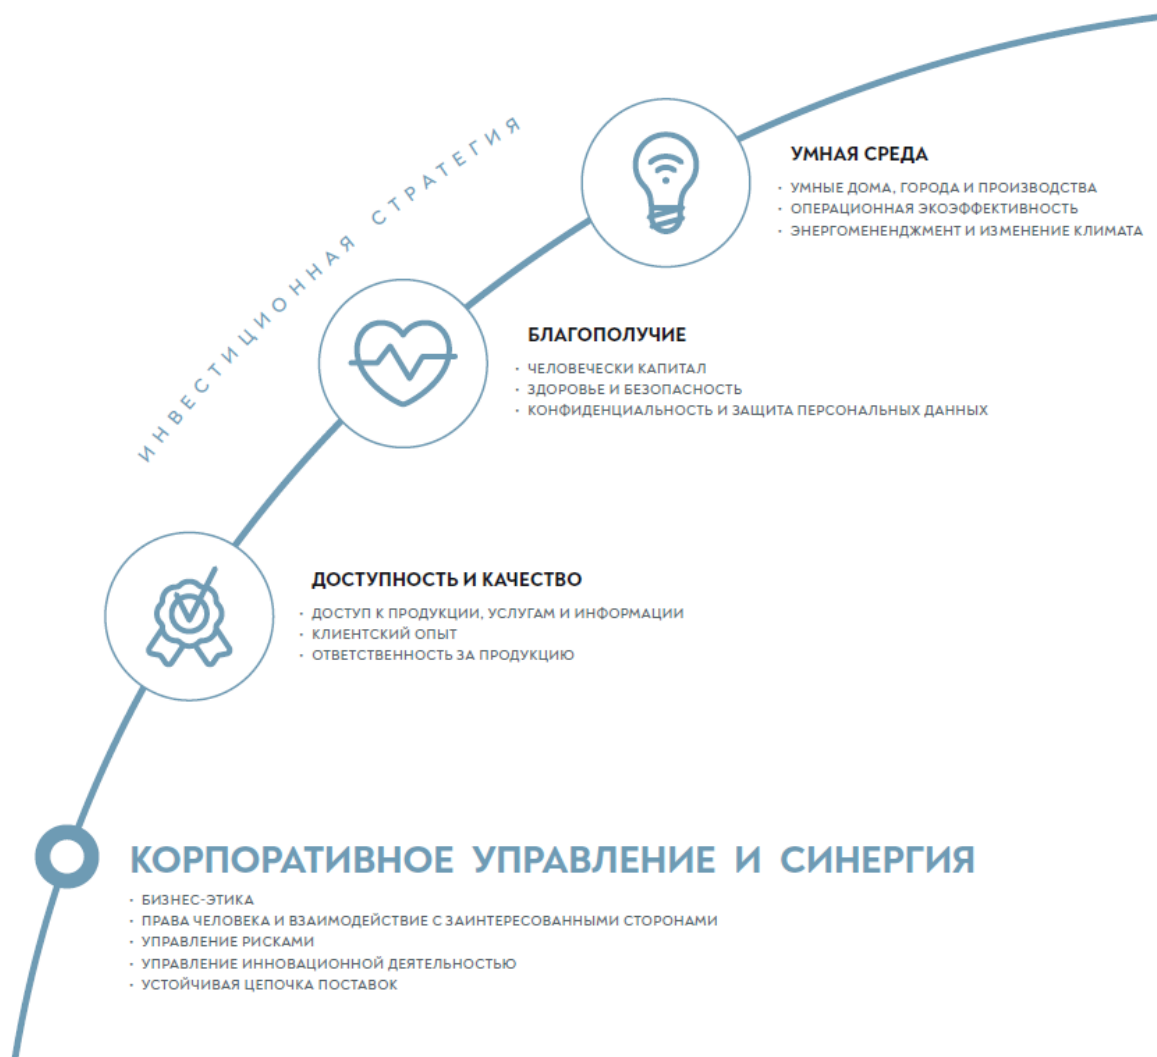 ИНВЕСТИЦИОННАЯ СТРАТЕГИЯ
УМНАЯ СРЕДА
· УМНЫЕ ДОМА, ГОРОДА И ПРОИЗВОДСТВА
· ОПЕРАЦИОННАЯ ЭКОЭФФЕКТИВНОСТЬ
· ЭНЕРГОМЕНЕНДЖМЕНТ И ИЗМЕНЕНИЕ КЛИМАТА
БЛАГОПОЛУЧИЕ
· ЧЕЛОВЕЧЕСКИ КАПИТАЛ
· ЗДОРОВЬЕ И БЕЗОПАСНОСТЬ
· КОНФИДЕНЦИАЛЬНОСТЬ И ЗАЩИТА ПЕРСОНАЛЬНЫХ ДАННЫХ
ДОСТУПНОСТЬ И КАЧЕСТВО
· ДОСТУП К ПРОДУКЦИИ, УСЛУГАМ И ИНФОРМАЦИИ
· КЛИЕНТСКИЙ ОПЫТ
· ОТВЕТСТВЕННОСТЬ ЗА ПРОДУКЦИЮ
КОРПОРАТИВНОЕ УПРАВЛЕНИЕ И СИНЕРГИЯ
· БИЗНЕС-ЭТИКА
· ПРАВА ЧЕЛОВЕКА И ВЗАИМОДЕЙСТВИЕ С ЗАИНТЕРЕСОВАННЫМИ СТОРОНАМИ
· УПРАВЛЕНИЕ РИСКАМИ
· УПРАВЛЕНИЕ ИННОВАЦИОННОЙ ДЕЯТЕЛЬНОСТЬЮ
· УСТОЙЧИВАЯ ЦЕПОЧКА ПОСТАВОК